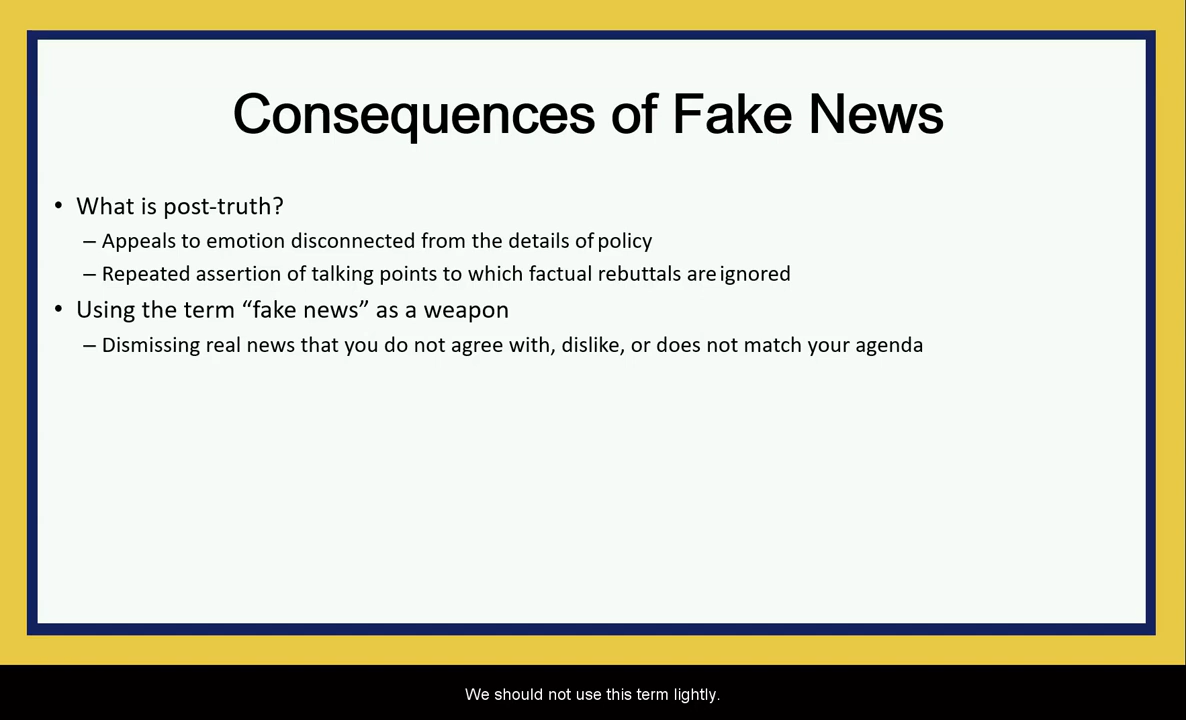 Consequences of Fake News
• What is post-truth?
– Appeals to emotion disconnected from the details of policy
– Repeated assertion of talking points to which factual rebuttals are ignored
• Using the term “fake news” as a weapon
– Dismissing real news that you do not agree with, dislike, or does not match your agenda
We should not use this term lightly.